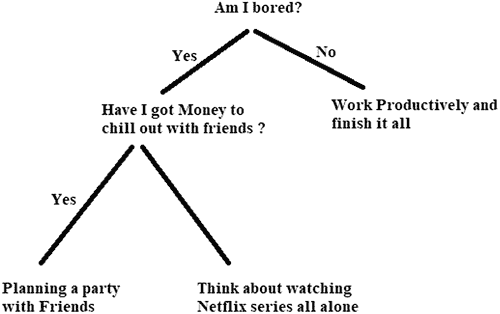 Am I bored?
Yes
No
Have I got Money to
chill out with friends ?
Work Productively and
finish it all
Yes
Planning a party
with Friends
Think about watching
Netflix series all alone